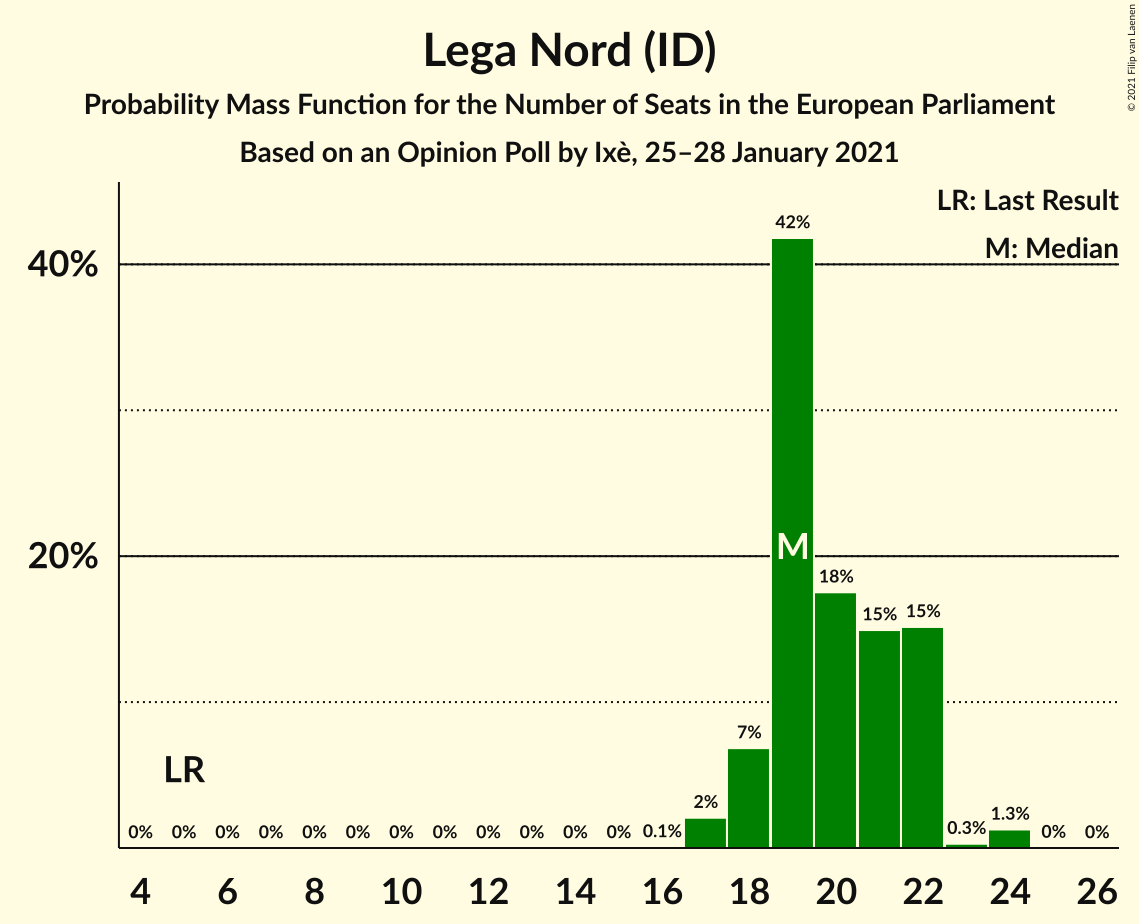 Lega Nord (ID)
Probability Mass Function for the Number of Seats in the European Parliament
Based on an Opinion Poll by Ixè, 25–28 January 2021
© 2021 Filip van Laenen
LR: Last Result
M: Median
40%
20%
42%
M
18%
15%
15%
7%
LR
2%
0%
0%
0%
0%
0%
0%
0%
0%
0%
0%
0%
0%
0.1%
0.3%
1.3%
0%
0%
4 6 8 10 12 14 16 18 20 22 24 26